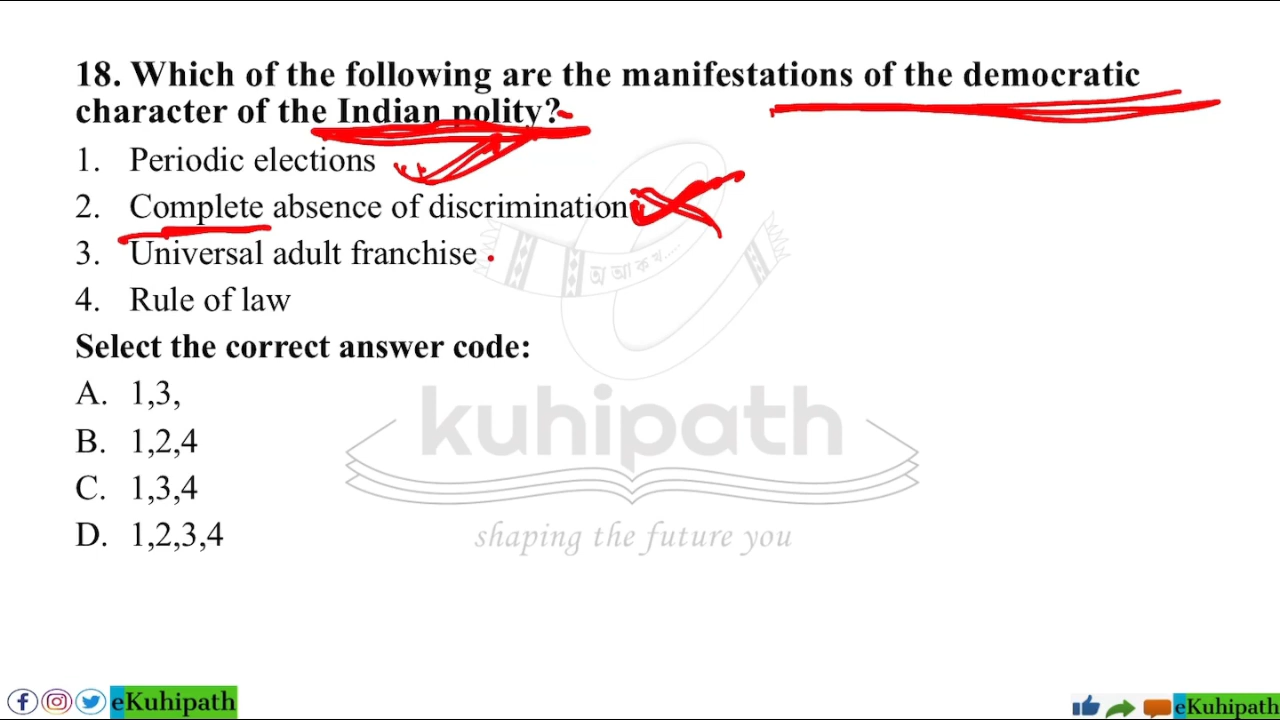 18. Which of the following are the manifestations of the democratic
character of the Indian polity?
1. Periodic elections
2. Complete absence of discrimination
3. Universal adult franchise
4. Rule of law
Select the correct answer code:
A. 1,3,
B. 1,2,4
C. 1,3,4
D. 1,2,3,4
অ আ ক খ.....
kuhipath
shaping the future you
eKuhipath
eKuhipath